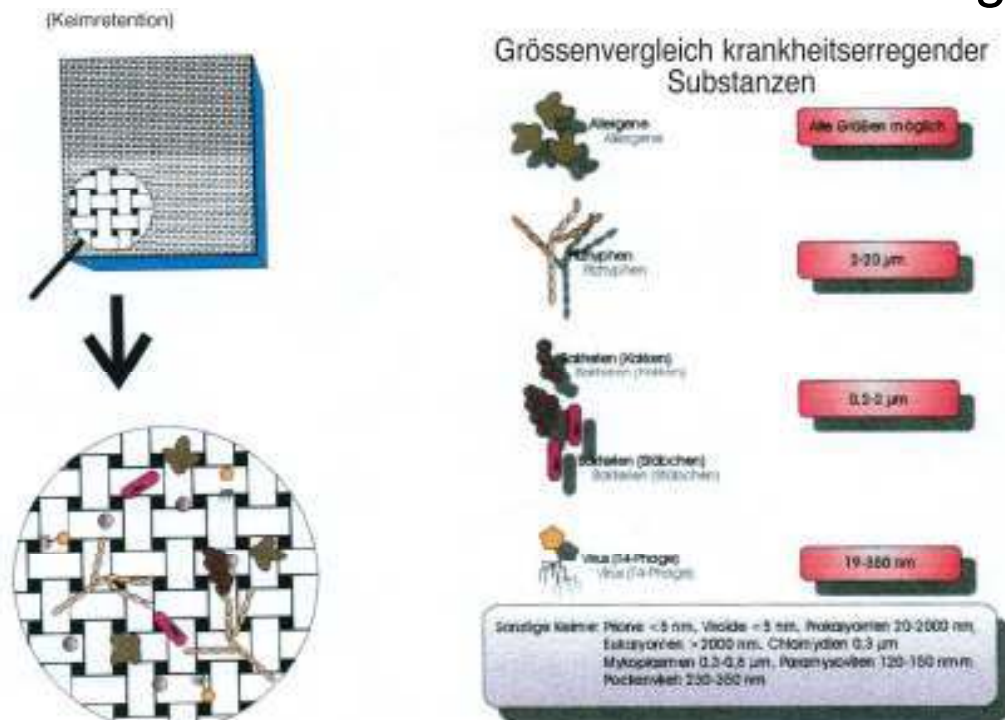 (Keimretention)
Grössenvergleich krankheitserregender
Substanzen
Allergene
Allergene
Alle Größen möglich
Pilzhyphen
Pilzhyphen
2-20 µm
Bakterien (Kokken)
Bakterien (Kokken)
0,2-2 µm
Bakterien (Stäbchen)
Bakterien (Stäbchen)
Virus (T4-Phage)
Virus (T4-Phage)
19-350 nm
Sonstige Keime: Prione <5 nm, Viroide <5 nm, Prokaryonten 20-2000 nm,
Eukaryonten >2000 nm, Chlamydien 0,3 µm
Mykoplasmen 0,3-0,8 µm, Paramyxoviren 120-150 nmm
Pockenviren 230-350 nm